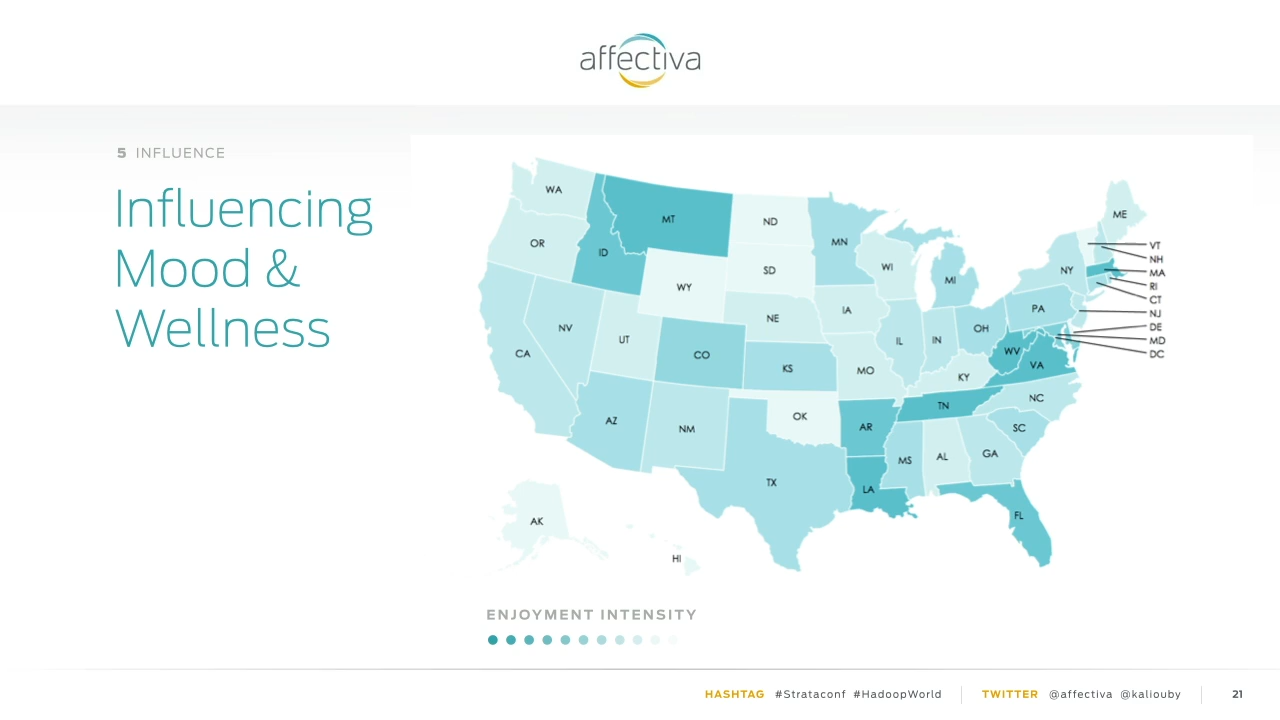 affectiva
5 INFLUENCE
Influencing
Mood &
Wellness
WA
MT
ND
ME
OR
ID
MN
VT
NH
SD
WI
NY
MA
MI
RI
WY
CT
NE
IA
PA
NJ
NV
OH
DE
UT
IL
IN
MD
CA
CO
WV
DC
KS
MO
VA
KY
NC
AZ
NM
OK
TN
AR
SC
MS
AL
GA
TX
LA
FL
AK
HI
ENJOYMENT INTENSITY
HASHTAG #Strataconf #HadoopWorld TWITTER @affectiva @kaliouby 21